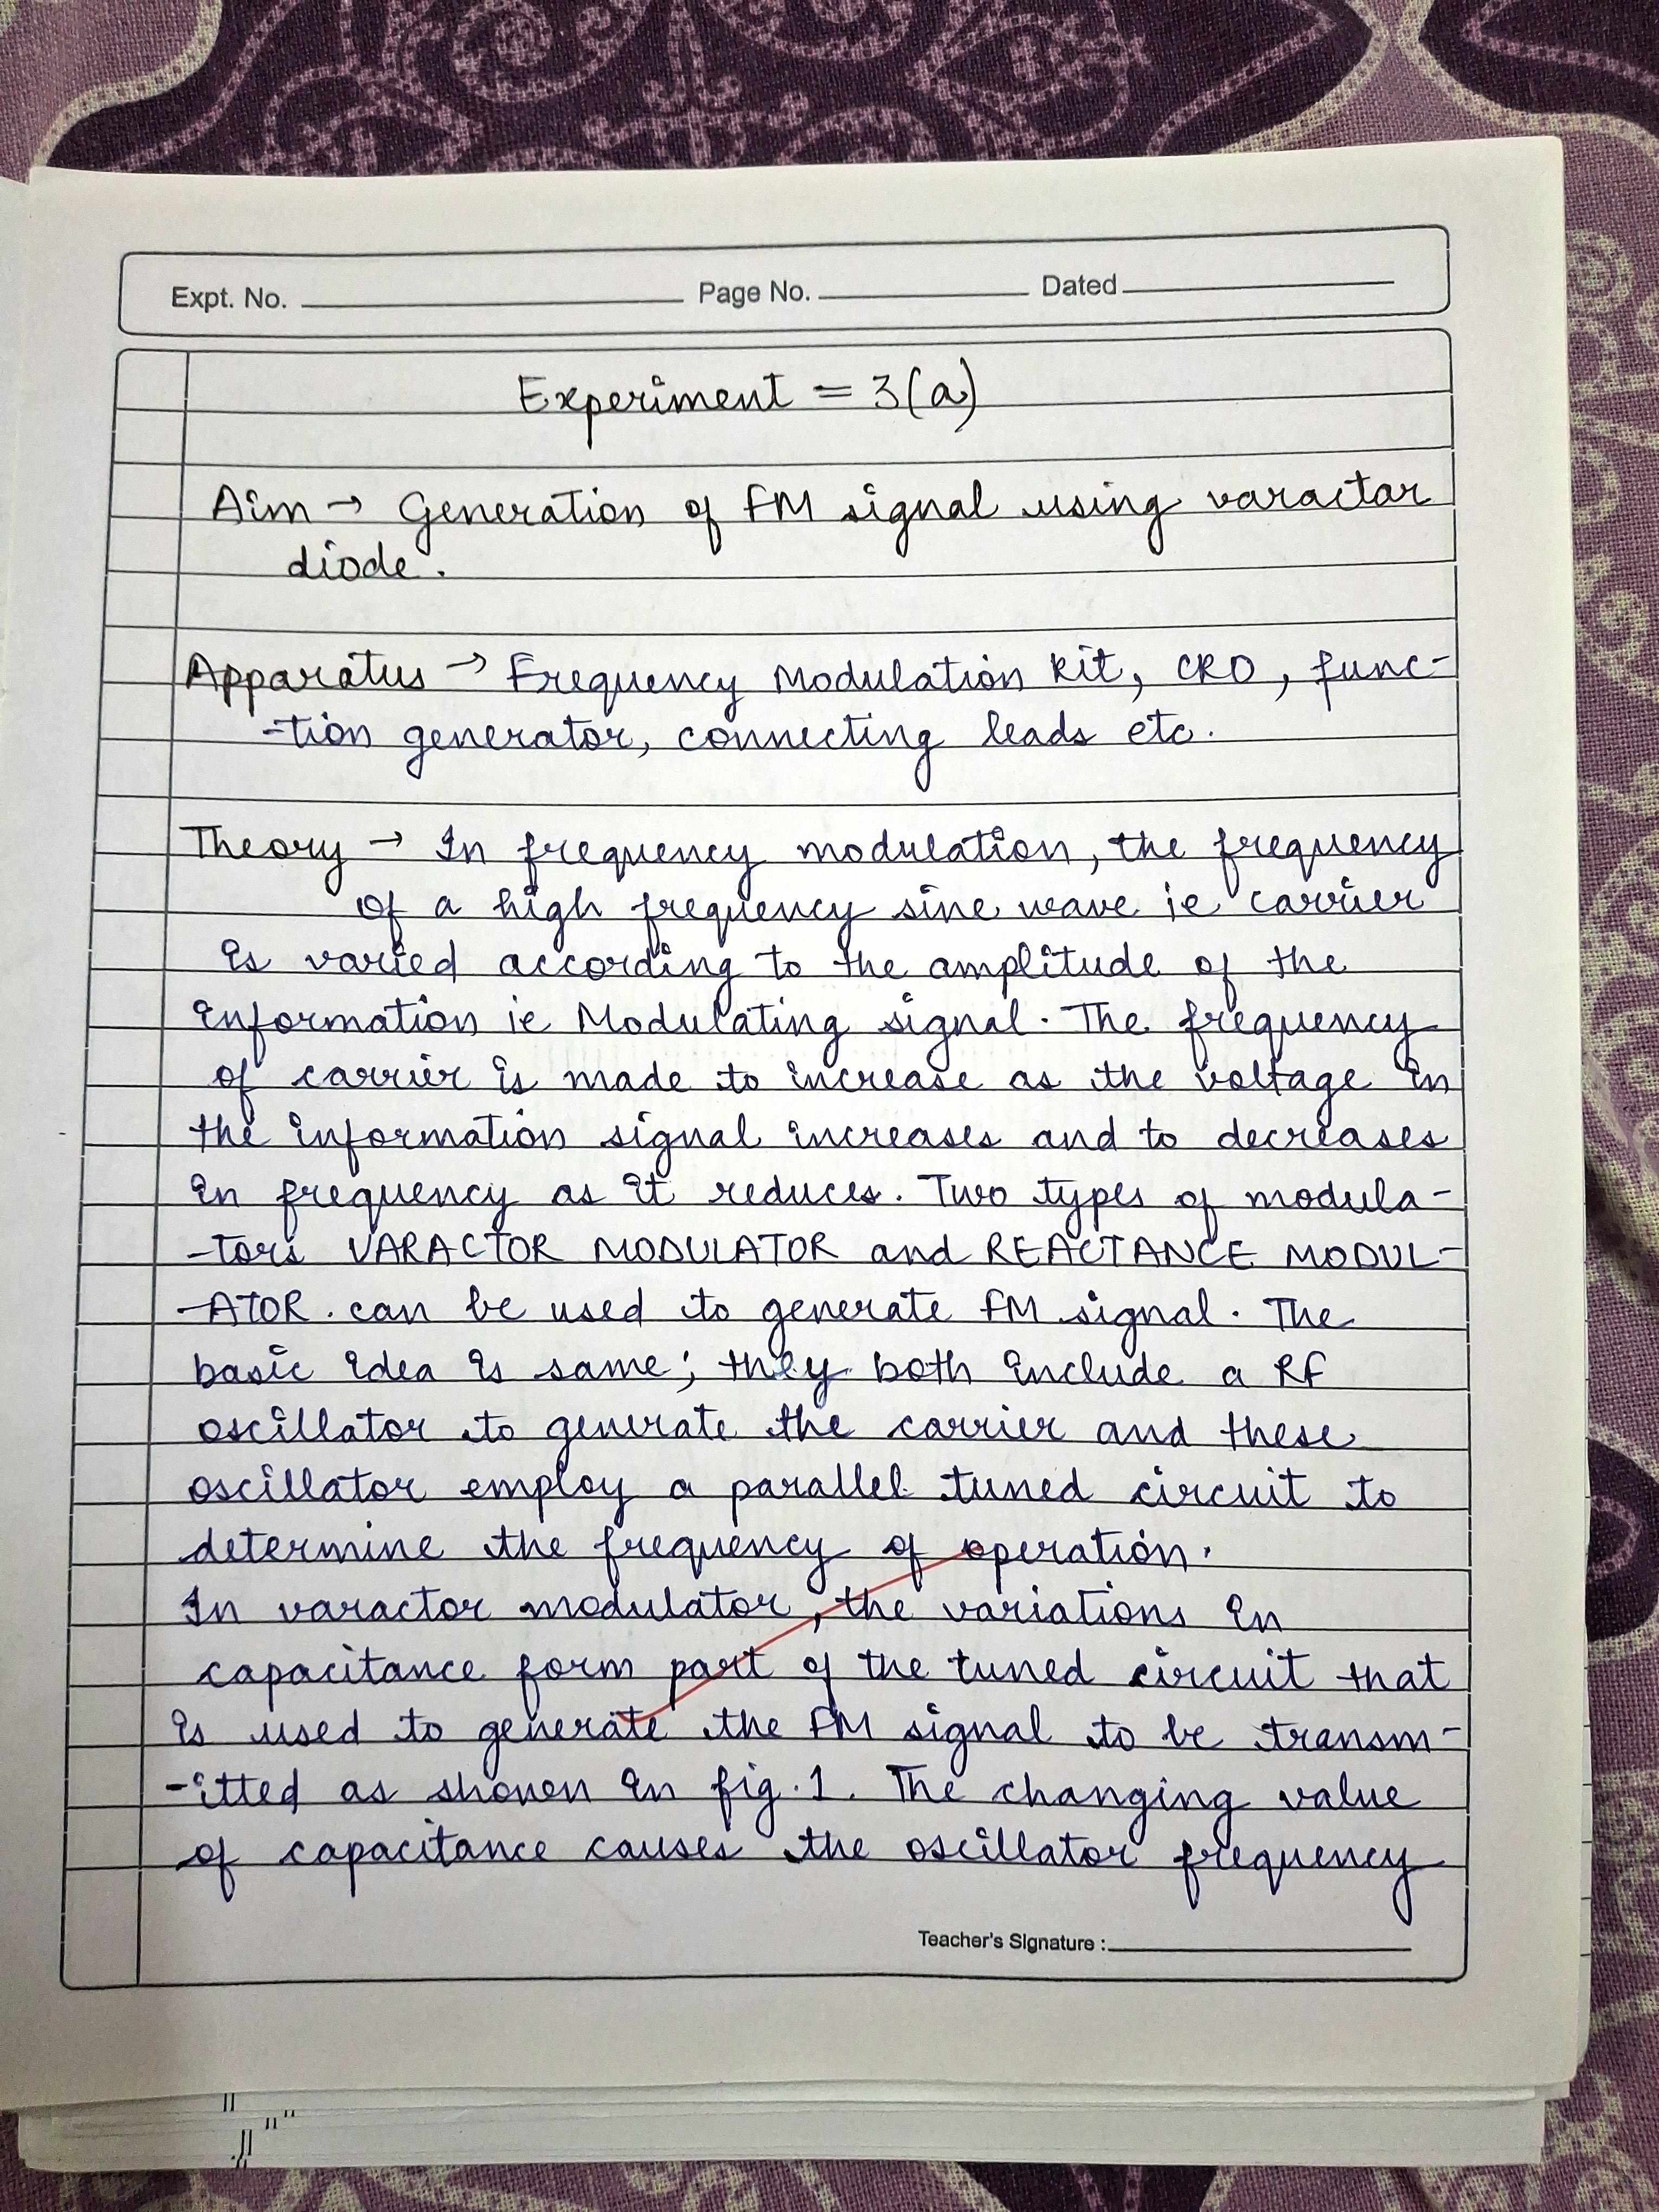 Expt. No. Page No. Dated
Experiment = 3(a)
Aim → Generation of FM signal using varactar
diode.
Apparatus → Frequency Modulation Kit, CRO, func-
-tion generator, connecting leads etc.
Theory → In frequency modulation, the frequency
of a high frequency sine wave ie carrier
is varied according to the amplitude of the
information ie Modulating signal. The frequency
of carrier is made to increase as the voltage in
the information signal increases and to decreases
in frequency as it reduces. Two types of modula-
-tors VARACTOR MODULATOR and REACTANCE MODUL-
-ATOR. can be used to generate FM signal. The
basic idea is same; they both include a RF
oscillator to generate the carrier and these
oscillator employ a parallel tuned circuit to
determine the frequency of operation.
In varactor modulator, the variations in
capacitance form part of the tuned circuit that
is used to generate the FM signal to be transm-
-itted as shown in fig.1. The changing value
of capacitance causes the oscillator frequency
Teacher's Signature :